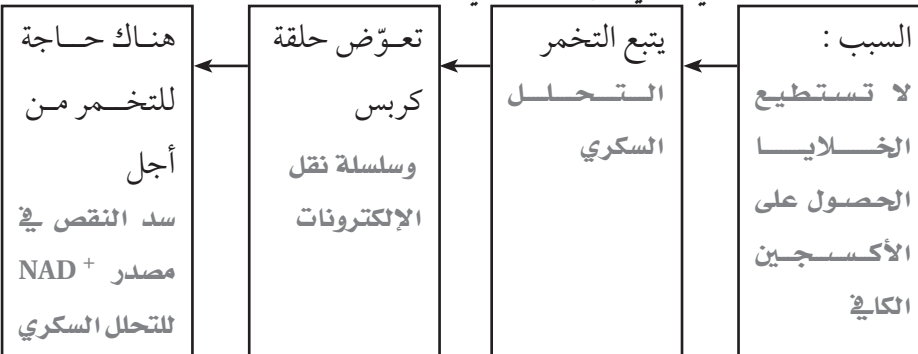 السبب :
لا تستطيع
الخلايا
الحصول على
الأكسجين
الكافي
يتبع التخمر
التحلل
السكري
تعوّض حلقة
كربس
وسلسلة نقل
الإلكترونات
هناك حاجة
للتخمر من
أجل
سد النقص في
مصدر NAD +
للتحلل السكري